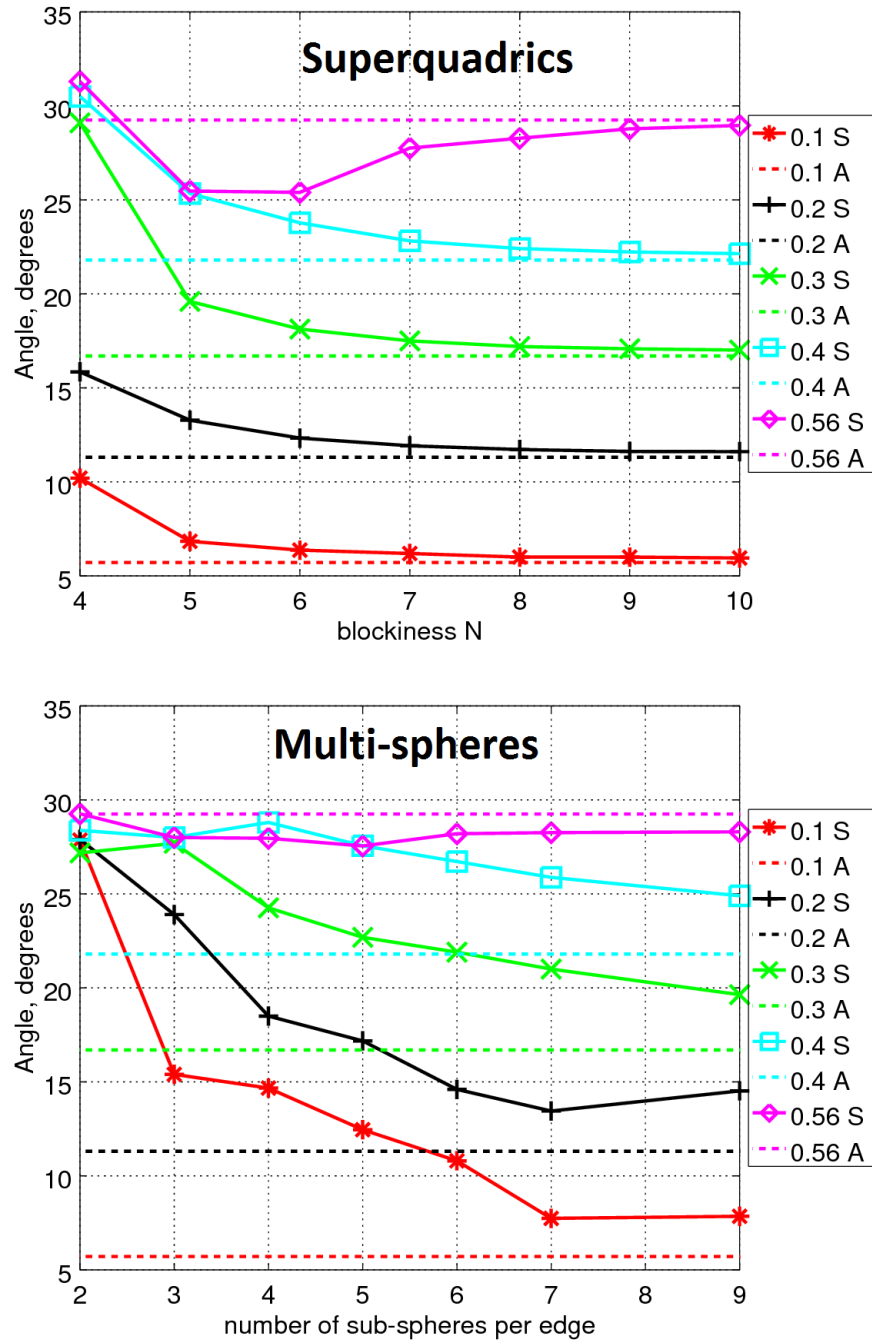 Superquadrics
35
30
25
20
15
10
5
Angle, degrees
4 5 6 7 8 9 10
blockiness N
0.1 S
0.1 A
0.2 S
0.2 A
0.3 S
0.3 A
0.4 S
0.4 A
0.56 S
0.56 A
Multi-spheres
35
30
25
20
15
10
5
Angle, degrees
2 3 4 5 6 7 8 9
number of sub-spheres per edge
0.1 S
0.1 A
0.2 S
0.2 A
0.3 S
0.3 A
0.4 S
0.4 A
0.56 S
0.56 A